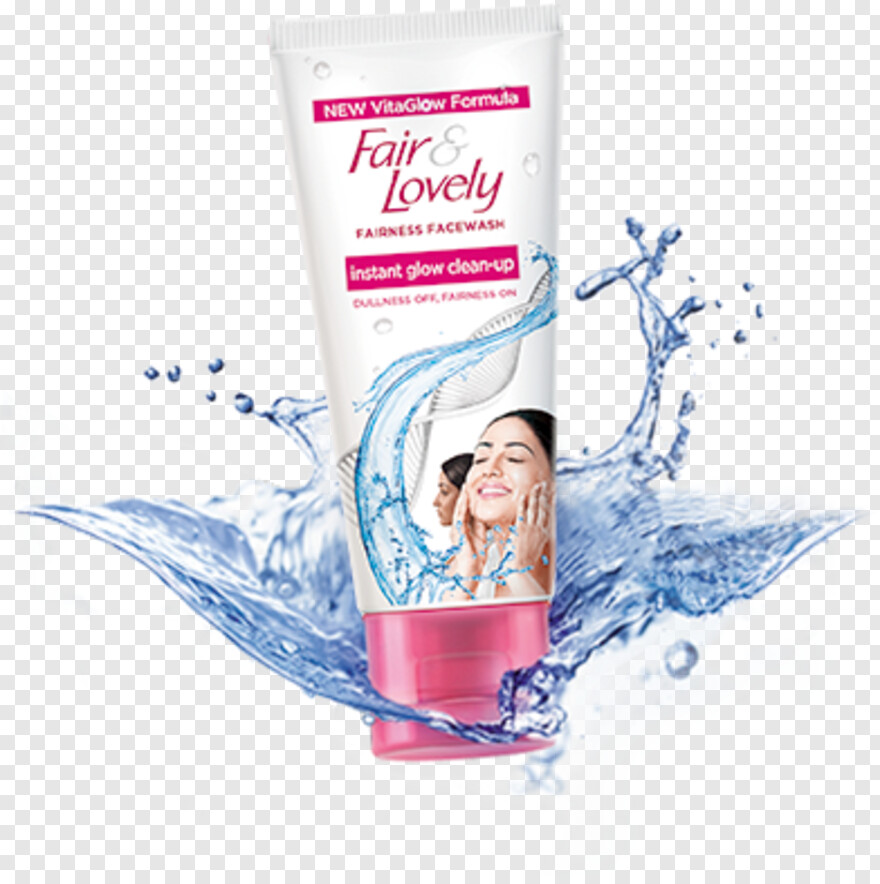 NEW VitaGlow Formula
Fair &
Lovely
FAIRNESS FACEWASH
instant glow clean-up
DULLNESS OFF, FAIRNESS ON